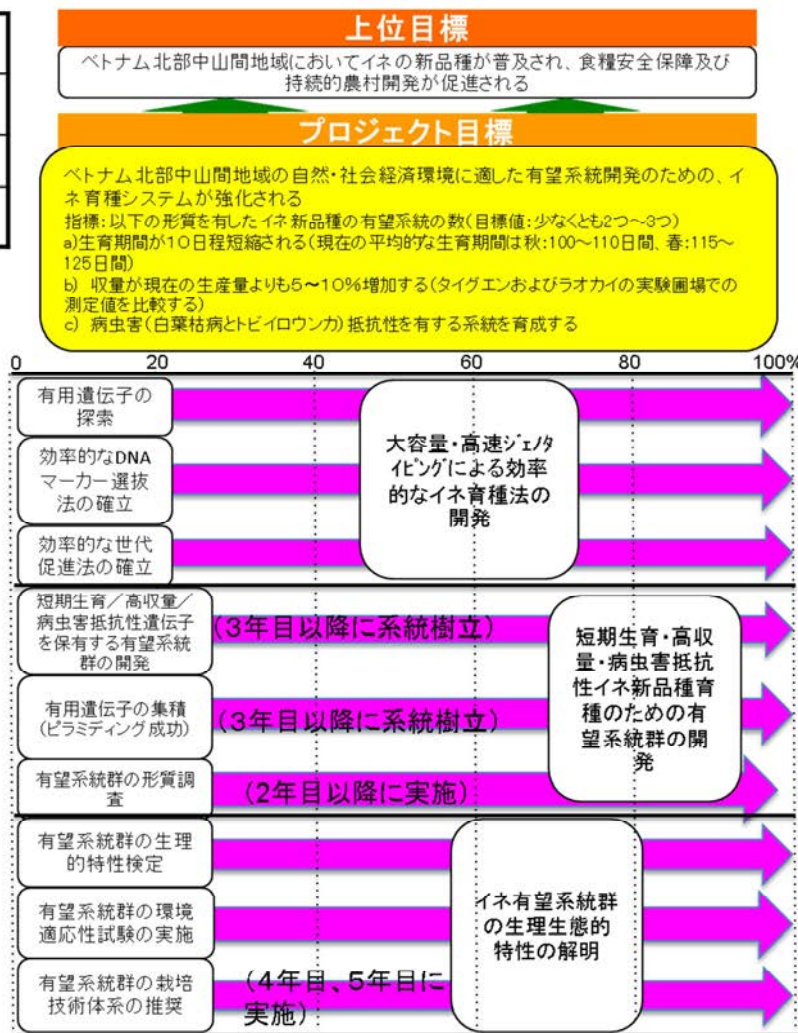 上位目標
ベトナム北部中山間地域においてイネの新品種が普及され、食糧安全保障及び
持続的農村開発が促進される
プロジェクト目標
ベトナム北部中山間地域の自然・社会経済環境に適した有望系統開発のための、イ
ネ育種システムが強化される
指標:以下の形質を有したイネ新品種の有望系統の数(目標値:少なくとも2つ~3つ)
a)生育期間が10日程短縮される(現在の平均的な生育期間は秋:100~110日間、春:115~
125日間)
b) 収量が現在の生産量よりも5~10%増加する(タイグエンおよびラオカイの実験圃場での
測定値を比較する)
c) 病虫害(白葉枯病とトビイロウンカ)抵抗性を有する系統を育成する
0 20 40 60 80 100%
有用遺伝子の
探索
効率的なDNA
マーカー選抜
法の確立
効率的な世代
促進法の確立
大容量・高速ジェノタ
イピングによる効率
的なイネ育種法の
開発
短期生育/高収量/
病虫害抵抗性遺伝子
を保有する有望系統
群の開発
(3年目以降に系統樹立)
有用遺伝子の集積
(ピラミディング成功)
(3年目以降に系統樹立)
有望系統群の形質調
査
(2年目以降に実施)
短期生育・高収
量・病虫害抵抗
性イネ新品種育
種のための有
望系統群の開
発
有望系統群の生理
的特性検定
有望系統群の環境
適応性試験の実施
有望系統群の栽培
技術体系の推奨
(4年目、5年目に
実施)
イネ有望系統群
の生理生態的
特性の解明